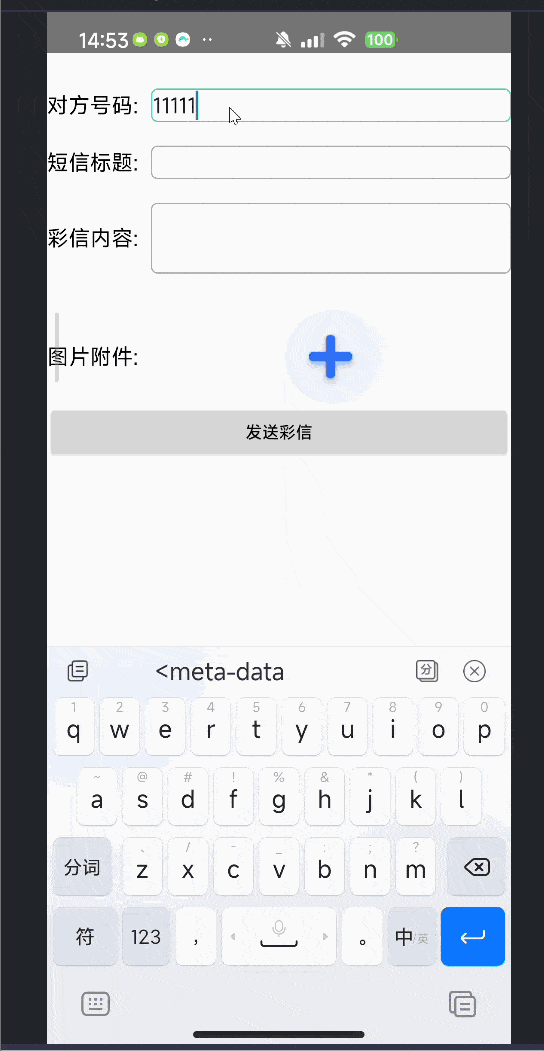 14:53 100
对方号码: 11111
短信标题:
彩信内容:
图片附件:
发送彩信
分 <meta-data
1 2 3 4 5 6 7 8 9 0
q w e r t y u i o p
~ @ # ! % & * ( )
a s d f g h j k l
、 / - _ : ; ?
分词 z x c v b n m
符 123 , 。 中/英